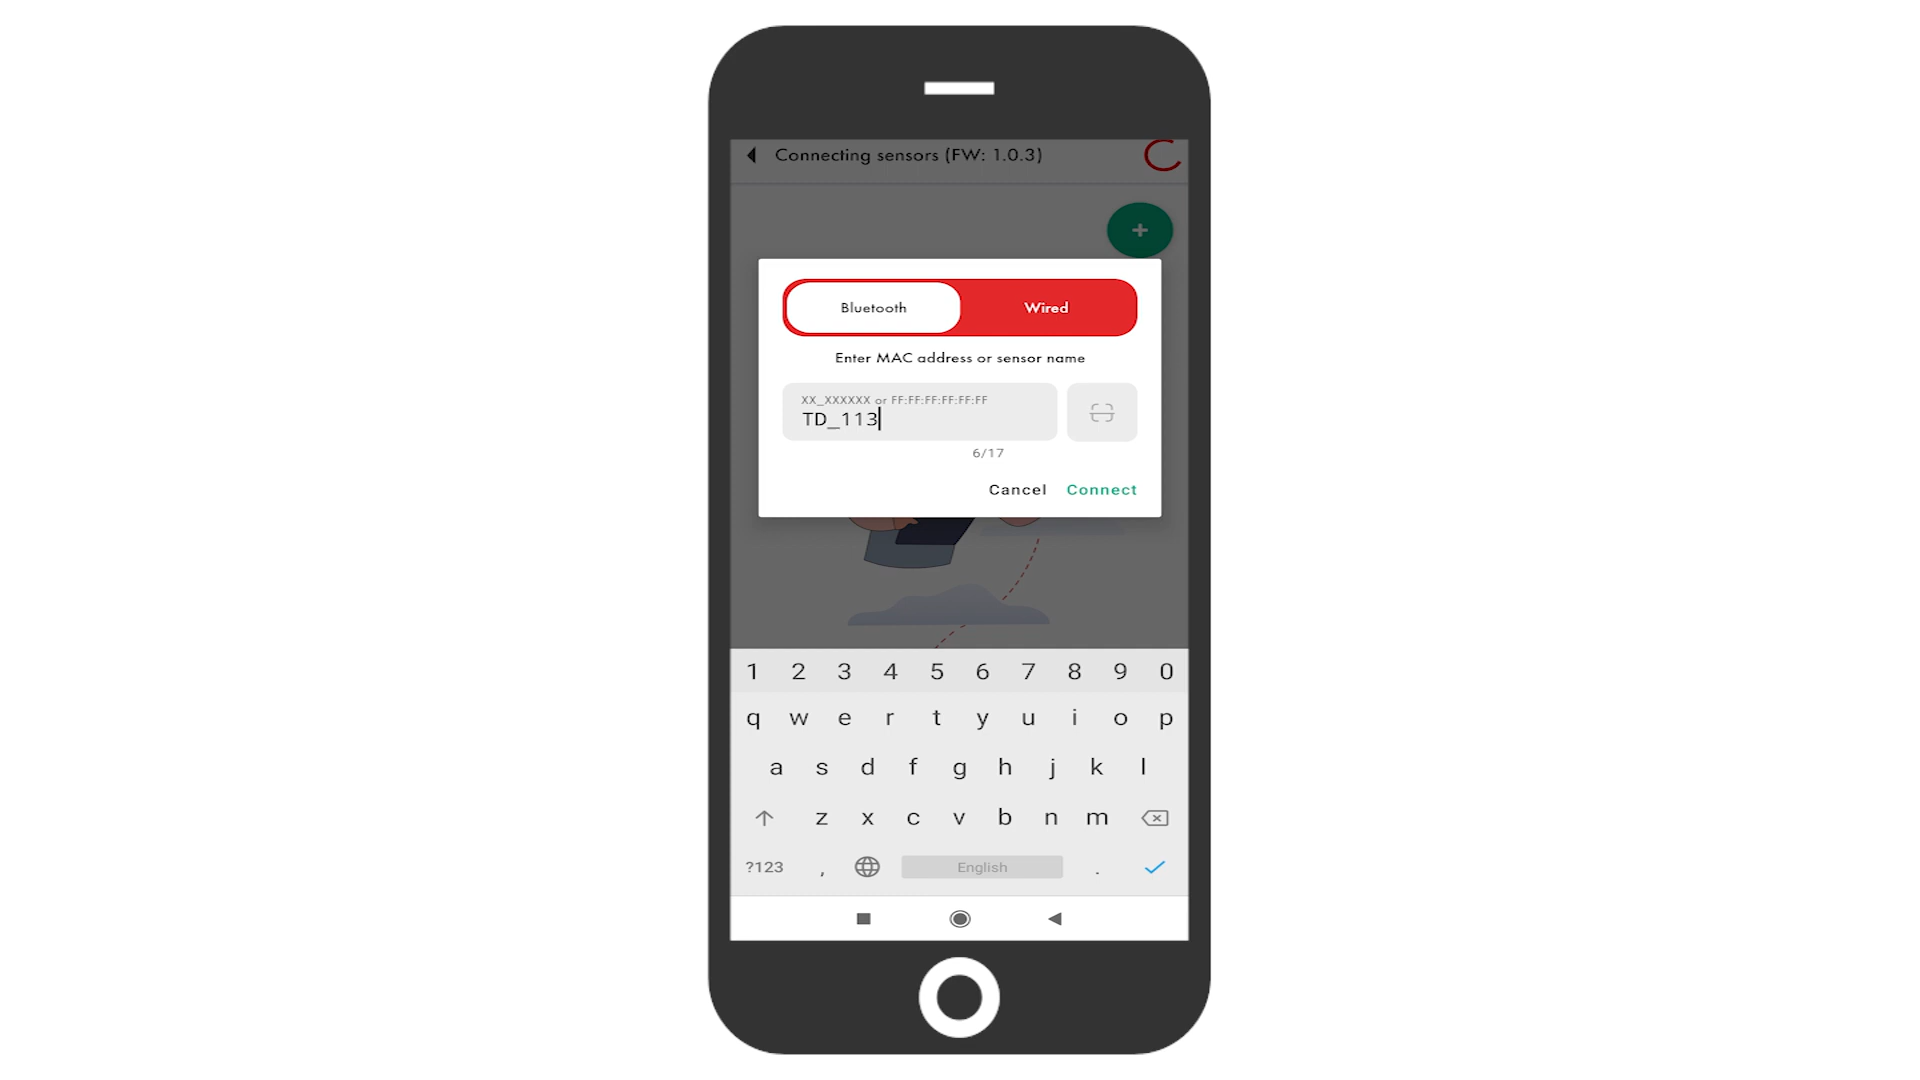 Connecting sensors (FW: 1.0.3)
+
Bluetooth Wired
Enter MAC address or sensor name
XX_XXXXXX or FF:FF:FF:FF:FF:FF
TD_113
6/17
Cancel Connect
1 2 3 4 5 6 7 8 9 0
q w e r t y u i o p
a s d f g h j k l
z x c v b n m
?123 , English .